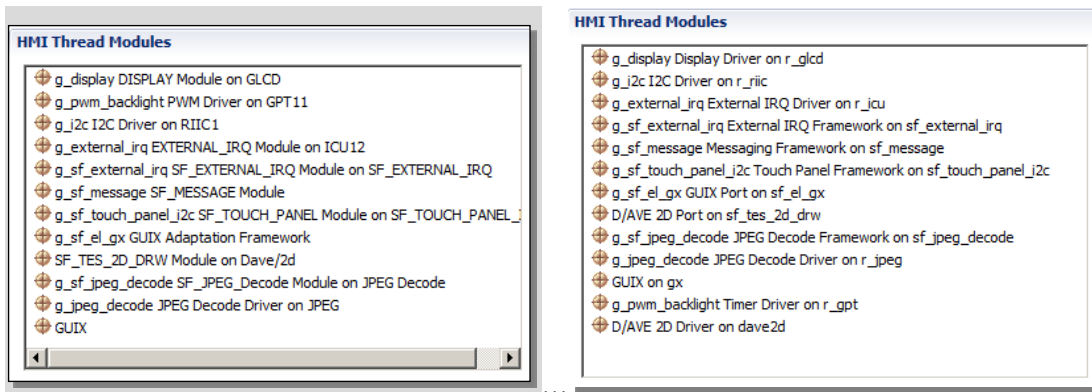 HMI Thread Modules
g_display DISPLAY Module on GLCD
g_pwm_backlight PWM Driver on GPT11
g_i2c I2C Driver on RIIC1
g_external_irq EXTERNAL_IRQ Module on ICU12
g_sf_external_irq SF_EXTERNAL_IRQ Module on SF_EXTERNAL_IRQ
g_sf_message SF_MESSAGE Module
g_sf_touch_panel_i2c SF_TOUCH_PANEL Module on SF_TOUCH_PANEL_
g_sf_el_gx GUIX Adaptation Framework
SF_TES_2D_DRW Module on Dave/2d
g_sf_jpeg_decode SF_JPEG_Decode Module on JPEG Decode
g_jpeg_decode JPEG Decode Driver on JPEG
GUIX
HMI Thread Modules
g_display Display Driver on r_glcd
g_i2c I2C Driver on r_riic
g_external_irq External IRQ Driver on r_icu
g_sf_external_irq External IRQ Framework on sf_external_irq
g_sf_message Messaging Framework on sf_message
g_sf_touch_panel_i2c Touch Panel Framework on sf_touch_panel_i2c
g_sf_el_gx GUIX Port on sf_el_gx
D/AVE 2D Port on sf_tes_2d_drw
g_sf_jpeg_decode JPEG Decode Framework on sf_jpeg_decode
g_jpeg_decode JPEG Decode Driver on r_jpeg
GUIX on gx
g_pwm_backlight Timer Driver on r_gpt
D/AVE 2D Driver on dave2d